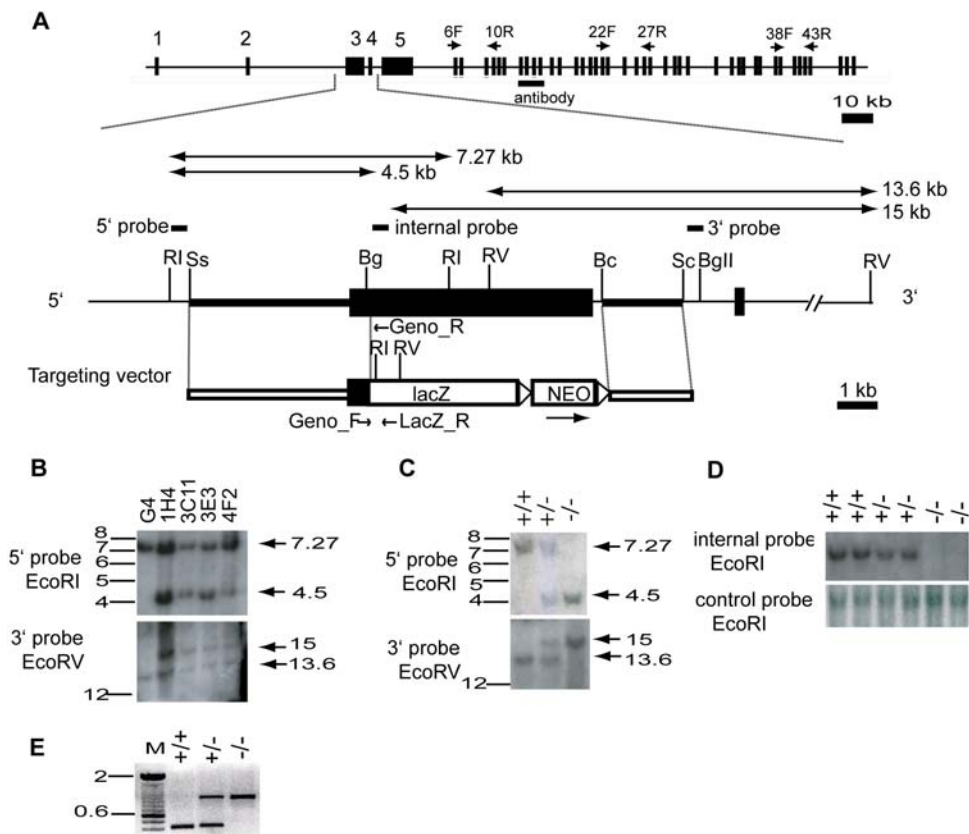 A
1 2 3 4 5 6F 10R 22F 27R 38F 43R
antibody
10 kb
7.27 kb
4.5 kb
13.6 kb
15 kb
5‘ probe internal probe 3‘ probe
RI Ss Bg RI RV Bc Sc BglI RV
5‘ 3‘
←Geno_R
RI RV
Targeting vector
lacZ NEO
1 kb
Geno_F→ ←LacZ_R
B
G4 1H4 3C11 3E3 4F2
5‘ probe
EcoRI
8
7
6
5
4
7.27
4.5
3‘ probe
EcoRV
12
15
13.6
C
+/+ +/- -/-
5‘ probe
EcoRI
8
7
6
5
4
7.27
4.5
3‘ probe
EcoRV
12
15
13.6
D
+/+ +/+ +/- +/- -/- -/-
internal probe
EcoRI
control probe
EcoRI
E
M +/+ +/- -/-
2
0.6